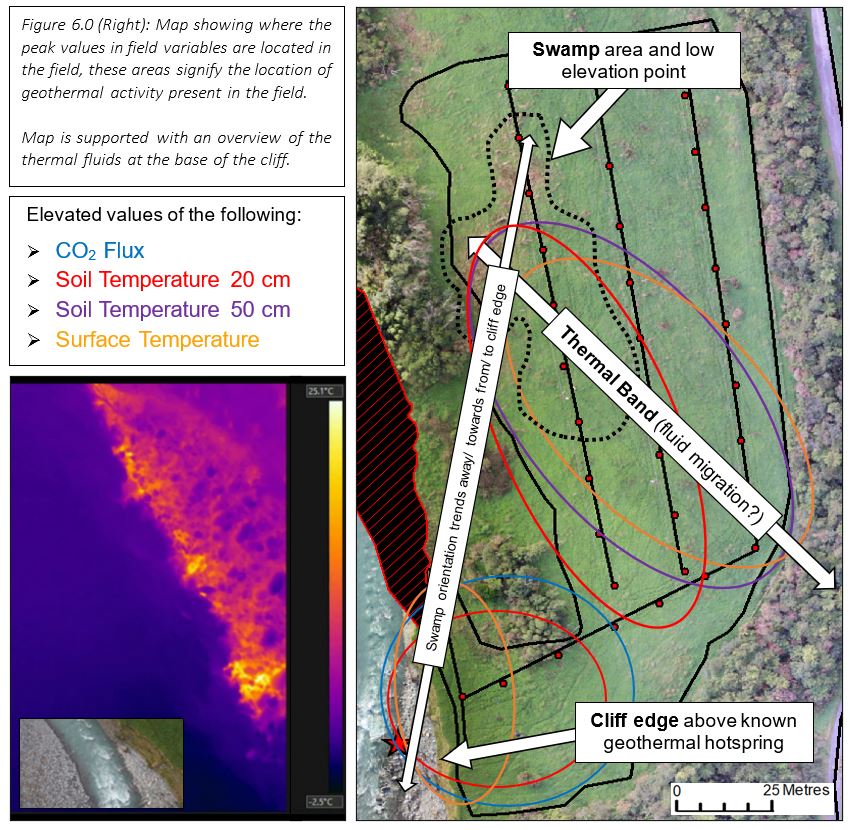 Figure 6.0 (Right): Map showing where the
peak values in field variables are located in
the field, these areas signify the location of
geothermal activity present in the field.
Map is supported with an overview of the
thermal fluids at the base of the cliff.
Elevated values of the following:
➢ CO₂ Flux
➢ Soil Temperature 20 cm
➢ Soil Temperature 50 cm
➢ Surface Temperature
25.1°C
-2.5°C
Swamp area and low
elevation point
Thermal Band (fluid migration?)
Swamp orientation trends away/ towards from/ to cliff edge
Cliff edge above known
geothermal hotspring
0 25 Metres